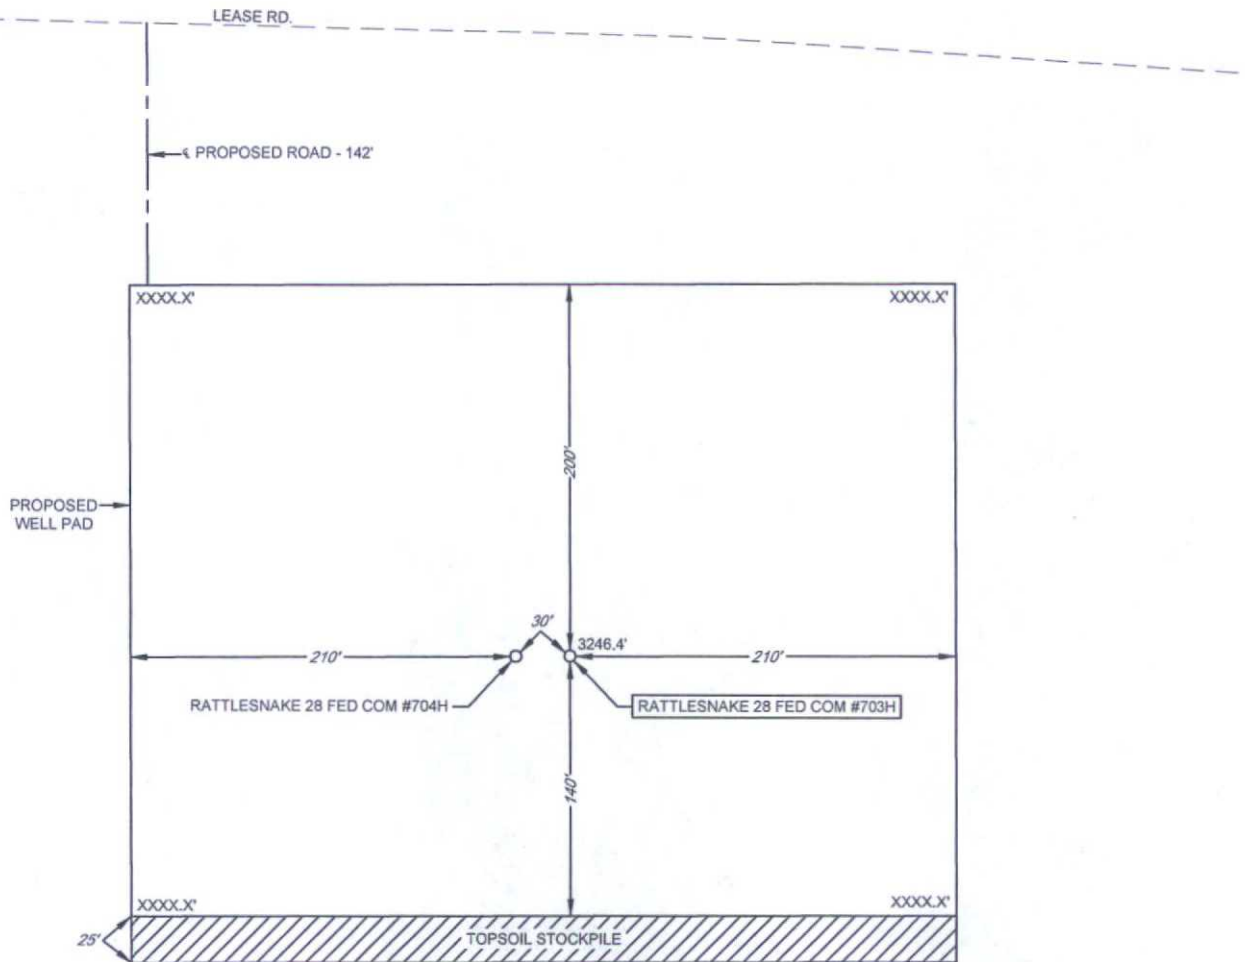 LEASE RD.
℄ PROPOSED ROAD - 142'
XXXX.X'
XXXX.X'
200'
PROPOSED
WELL PAD
30'
3246.4'
210'
210'
RATTLESNAKE 28 FED COM #704H
RATTLESNAKE 28 FED COM #703H
140'
XXXX.X'
XXXX.X'
25'
TOPSOIL STOCKPILE